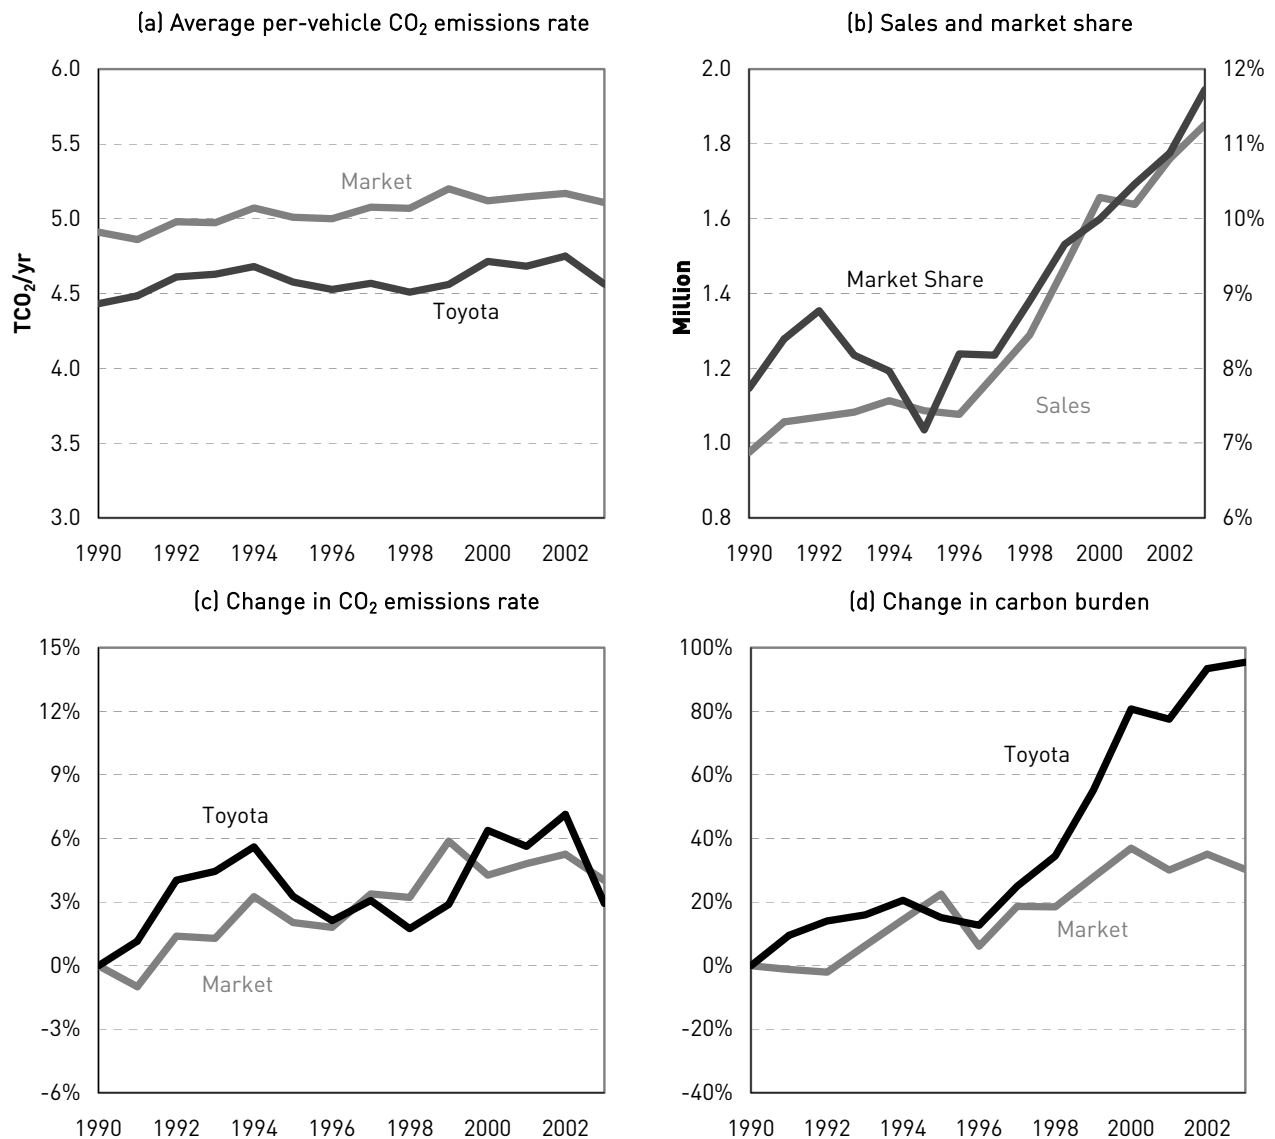 (a) Average per-vehicle CO₂ emissions rate
6.0
5.5
5.0
4.5
4.0
3.5
3.0
TCO₂/yr
Market
Toyota
1990 1992 1994 1996 1998 2000 2002
(b) Sales and market share
2.0
1.8
1.6
1.4
1.2
1.0
0.8
Million
Market Share
Sales
12%
11%
10%
9%
8%
7%
6%
1990 1992 1994 1996 1998 2000 2002
(c) Change in CO₂ emissions rate
15%
12%
9%
6%
3%
0%
-3%
-6%
Toyota
Market
1990 1992 1994 1996 1998 2000 2002
(d) Change in carbon burden
100%
80%
60%
40%
20%
0%
-20%
-40%
Toyota
Market
1990 1992 1994 1996 1998 2000 2002